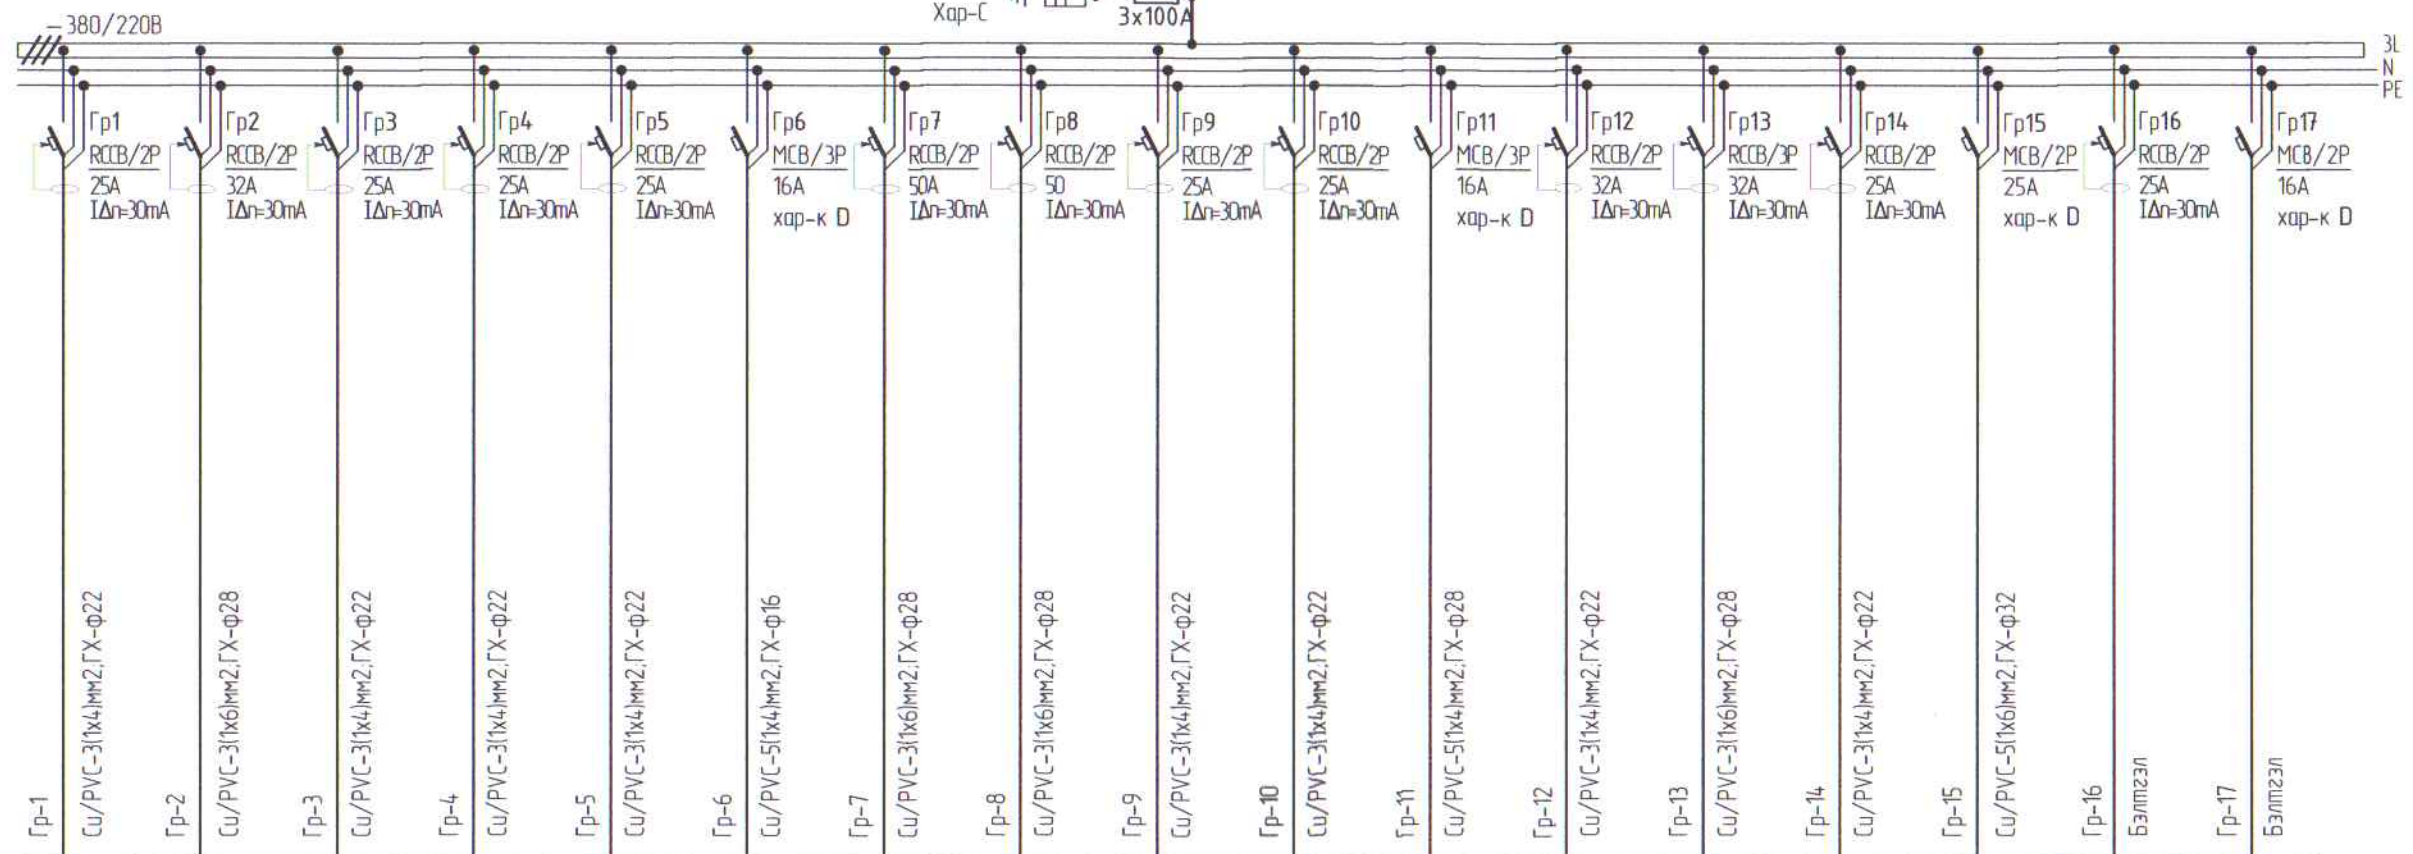 Хар-С
3x100А
380/220В
3L
N
PE
Гр1
RCCB/2P
25A
IΔn=30mA
Гр2
RCCB/2P
32A
IΔn=30mA
Гр3
RCCB/2P
25A
IΔn=30mA
Гр4
RCCB/2P
25A
IΔn=30mA
Гр5
RCCB/2P
25A
IΔn=30mA
Гр6
MCB/3P
16A
хар-к D
Гр7
RCCB/2P
50A
IΔn=30mA
Гр8
RCCB/2P
50
IΔn=30mA
Гр9
RCCB/2P
25A
IΔn=30mA
Гр10
RCCB/2P
25A
IΔn=30mA
Гр11
MCB/3P
16A
хар-к D
Гр12
RCCB/2P
32A
IΔn=30mA
Гр13
RCCB/3P
32A
IΔn=30mA
Гр14
RCCB/2P
25A
IΔn=30mA
Гр15
MCB/2P
25A
хар-к D
Гр16
RCCB/2P
25A
IΔn=30mA
Гр17
MCB/2P
16A
хар-к D
Гр-1
Cu/PVC-3(1x4)мм2,ГХ-ф22
Гр-2
Cu/PVC-3(1x6)мм2,ГХ-ф28
Гр-3
Cu/PVC-3(1x4)мм2,ГХ-ф22
Гр-4
Cu/PVC-3(1x4)мм2,ГХ-ф22
Гр-5
Cu/PVC-3(1x4)мм2,ГХ-ф22
Гр-6
Cu/PVC-5(1x4)мм2,ГХ-ф16
Гр-7
Cu/PVC-3(1x6)мм2,ГХ-ф28
Гр-8
Cu/PVC-3(1x6)мм2,ГХ-ф28
Гр-9
Cu/PVC-3(1x4)мм2,ГХ-ф22
Гр-10
Cu/PVC-3(1x4)мм2,ГХ-ф22
Гр-11
Cu/PVC-5(1x4)мм2,ГХ-ф28
Гр-12
Cu/PVC-3(1x4)мм2,ГХ-ф22
Гр-13
Cu/PVC-3(1x6)мм2,ГХ-ф28
Гр-14
Cu/PVC-3(1x4)мм2,ГХ-ф22
Гр-15
Cu/PVC-5(1x6)мм2,ГХ-ф32
Гр-16
Бэлтгэл
Гр-17
Бэлтгэл